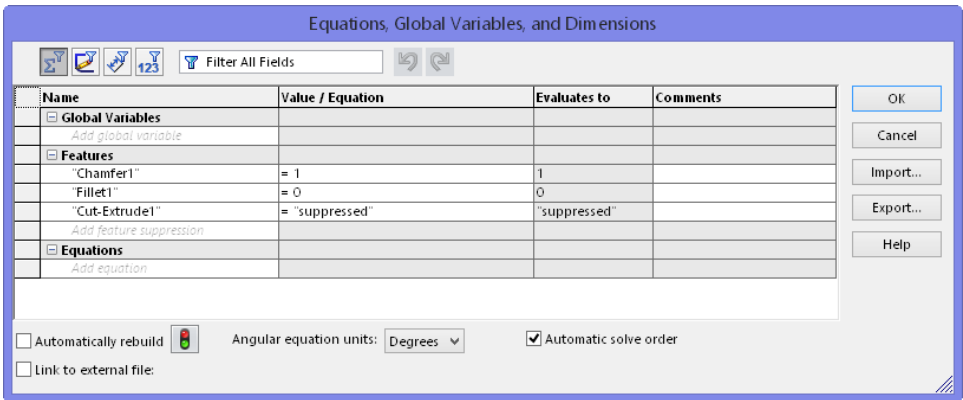 Equations, Global Variables, and Dimensions
123 Filter All Fields
Name Value / Equation Evaluates to Comments
Global Variables
Add global variable
Features
"Chamfer1" = 1 1
"Fillet1" = 0 0
"Cut-Extrude1" = "suppressed" "suppressed"
Add feature suppression
Equations
Add equation
OK
Cancel
Import...
Export...
Help
Automatically rebuild Angular equation units: Degrees Automatic solve order
Link to external file: